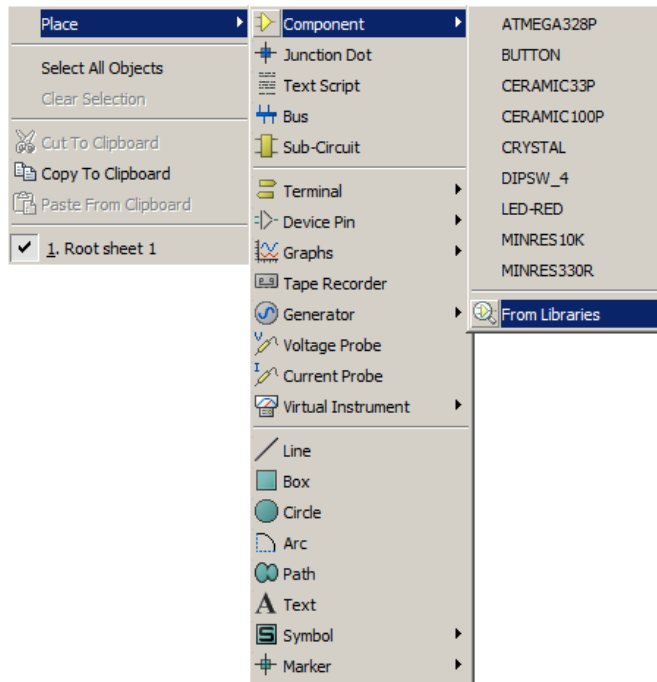 Place
Select All Objects
Clear Selection
Cut To Clipboard
Copy To Clipboard
Paste From Clipboard
1. Root sheet 1
Component
Junction Dot
Text Script
Bus
Sub-Circuit
Terminal
Device Pin
Graphs
Tape Recorder
Generator
Voltage Probe
Current Probe
Virtual Instrument
Line
Box
Circle
Arc
Path
Text
Symbol
Marker
ATMEGA328P
BUTTON
CERAMIC33P
CERAMIC100P
CRYSTAL
DIPSW_4
LED-RED
MINRES10K
MINRES330R
From Libraries